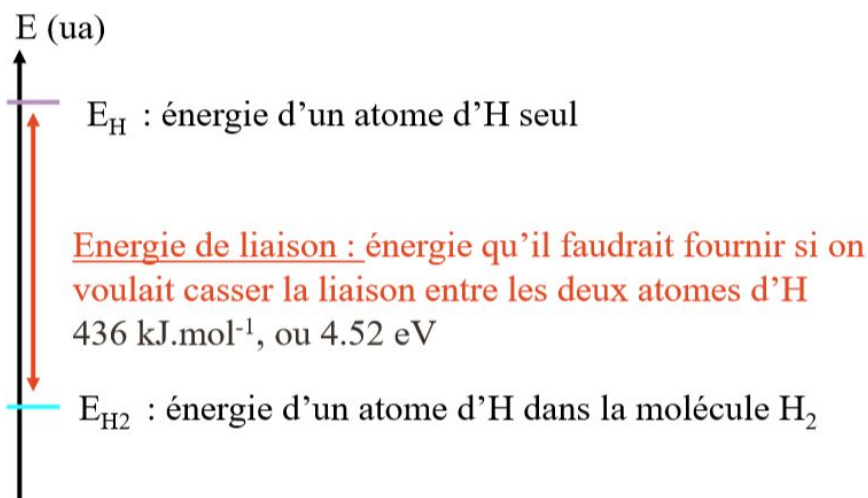 E (ua)
E_H : énergie d’un atome d’H seul
Energie de liaison : énergie qu’il faudrait fournir si on
voulait casser la liaison entre les deux atomes d’H
436 kJ.mol⁻¹, ou 4.52 eV
E_H2 : énergie d’un atome d’H dans la molécule H₂